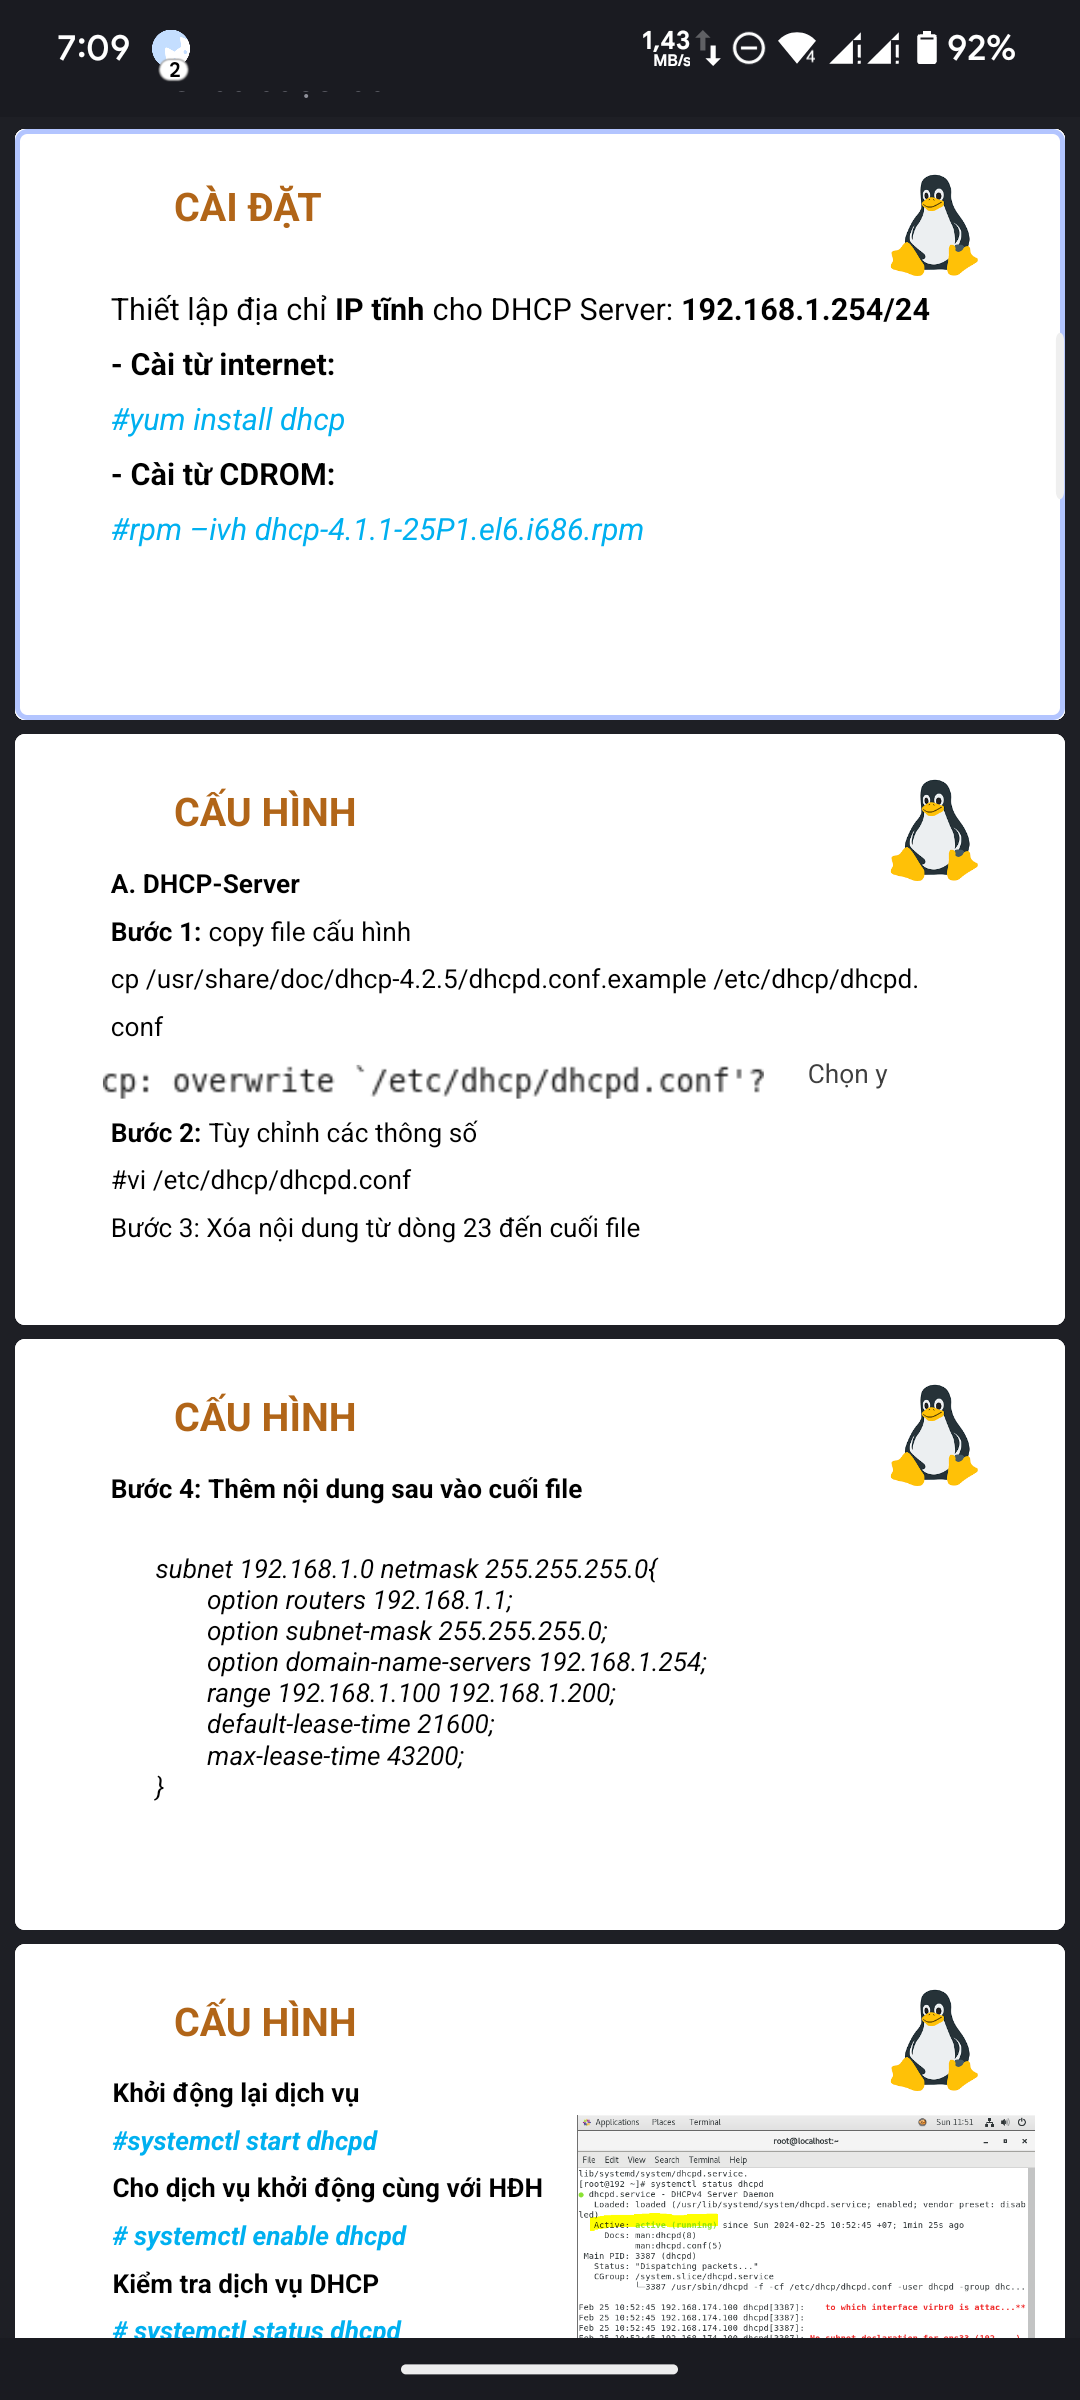 7:09
2
1,43
MB/s
4
92%
CÀI ĐẶT
Thiết lập địa chỉ IP tĩnh cho DHCP Server: 192.168.1.254/24
- Cài từ internet:
#yum install dhcp
- Cài từ CDROM:
#rpm –ivh dhcp-4.1.1-25P1.el6.i686.rpm
CẤU HÌNH
A. DHCP-Server
Bước 1: copy file cấu hình
cp /usr/share/doc/dhcp-4.2.5/dhcpd.conf.example /etc/dhcp/dhcpd.
conf
cp: overwrite `/etc/dhcp/dhcpd.conf'? Chọn y
Bước 2: Tùy chỉnh các thông số
#vi /etc/dhcp/dhcpd.conf
Bước 3: Xóa nội dung từ dòng 23 đến cuối file
CẤU HÌNH
Bước 4: Thêm nội dung sau vào cuối file
subnet 192.168.1.0 netmask 255.255.255.0{
option routers 192.168.1.1;
option subnet-mask 255.255.255.0;
option domain-name-servers 192.168.1.254;
range 192.168.1.100 192.168.1.200;
default-lease-time 21600;
max-lease-time 43200;
}
CẤU HÌNH
Khởi động lại dịch vụ
#systemctl start dhcpd
Cho dịch vụ khởi động cùng với HĐH
# systemctl enable dhcpd
Kiểm tra dịch vụ DHCP
# systemctl status dhcpd
Applications Places Terminal Sun 11:51
root@localhost:~
File Edit View Search Terminal Help
lib/systemd/system/dhcpd.service.
[root@192 ~]# systemctl status dhcpd
● dhcpd.service - DHCPv4 Server Daemon
Loaded: loaded (/usr/lib/systemd/system/dhcpd.service; enabled; vendor preset: disab
led)
Active: active (running) since Sun 2024-02-25 10:52:45 +07; 1min 25s ago
Docs: man:dhcpd(8)
man:dhcpd.conf(5)
Main PID: 3387 (dhcpd)
Status: "Dispatching packets..."
CGroup: /system.slice/dhcpd.service
└─3387 /usr/sbin/dhcpd -f -cf /etc/dhcp/dhcpd.conf -user dhcpd -group dhc...
Feb 25 10:52:45 192.168.174.100 dhcpd[3387]: to which interface virbr0 is attac...**
Feb 25 10:52:45 192.168.174.100 dhcpd[3387]:
Feb 25 10:52:45 192.168.174.100 dhcpd[3387]: